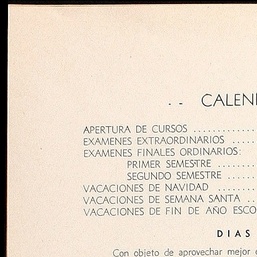 -- CALEN
APERTURA DE CURSOS ............
EXAMENES EXTRAORDINARIOS .....
EXAMENES FINALES ORDINARIOS:
PRIMER SEMESTRE ........
SEGUNDO SEMESTRE .......
VACACIONES DE NAVIDAD ........
VACACIONES DE SEMANA SANTA ..
VACACIONES DE FIN DE AÑO ESCO
DIAS
Con objeto de aprovechar mejor